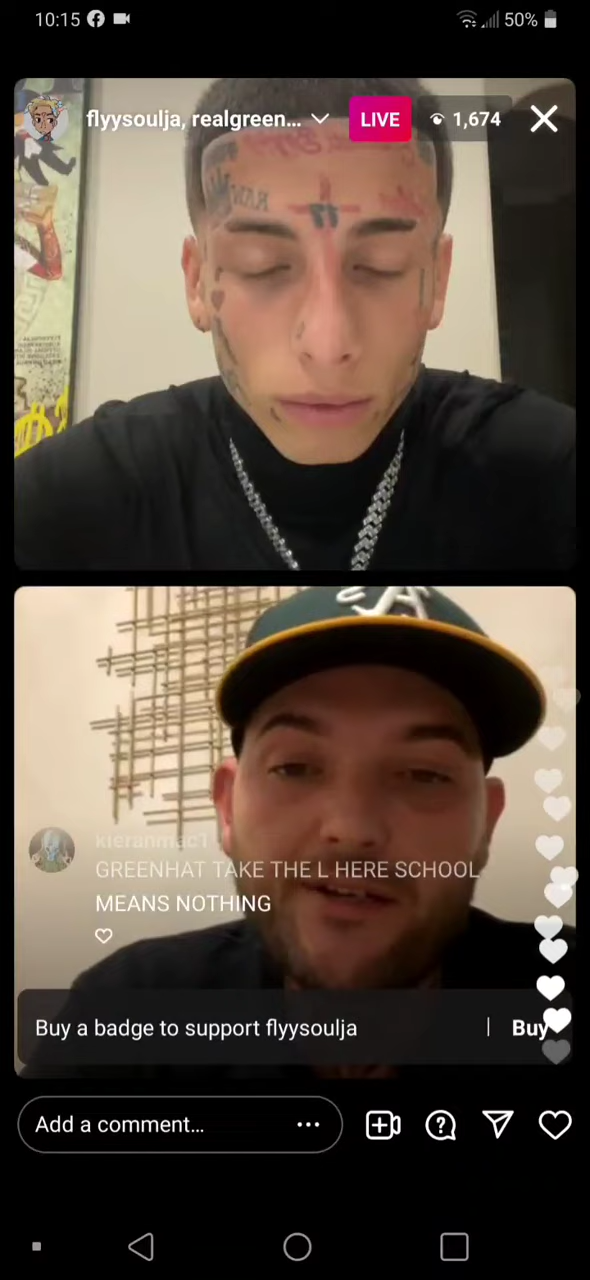 10:15
50%
flyysoulja, realgreen...
LIVE
1,674
kieranmac1
GREENHAT TAKE THE L HERE SCHOOL
MEANS NOTHING
Buy a badge to support flyysoulja | Buy
Add a comment...